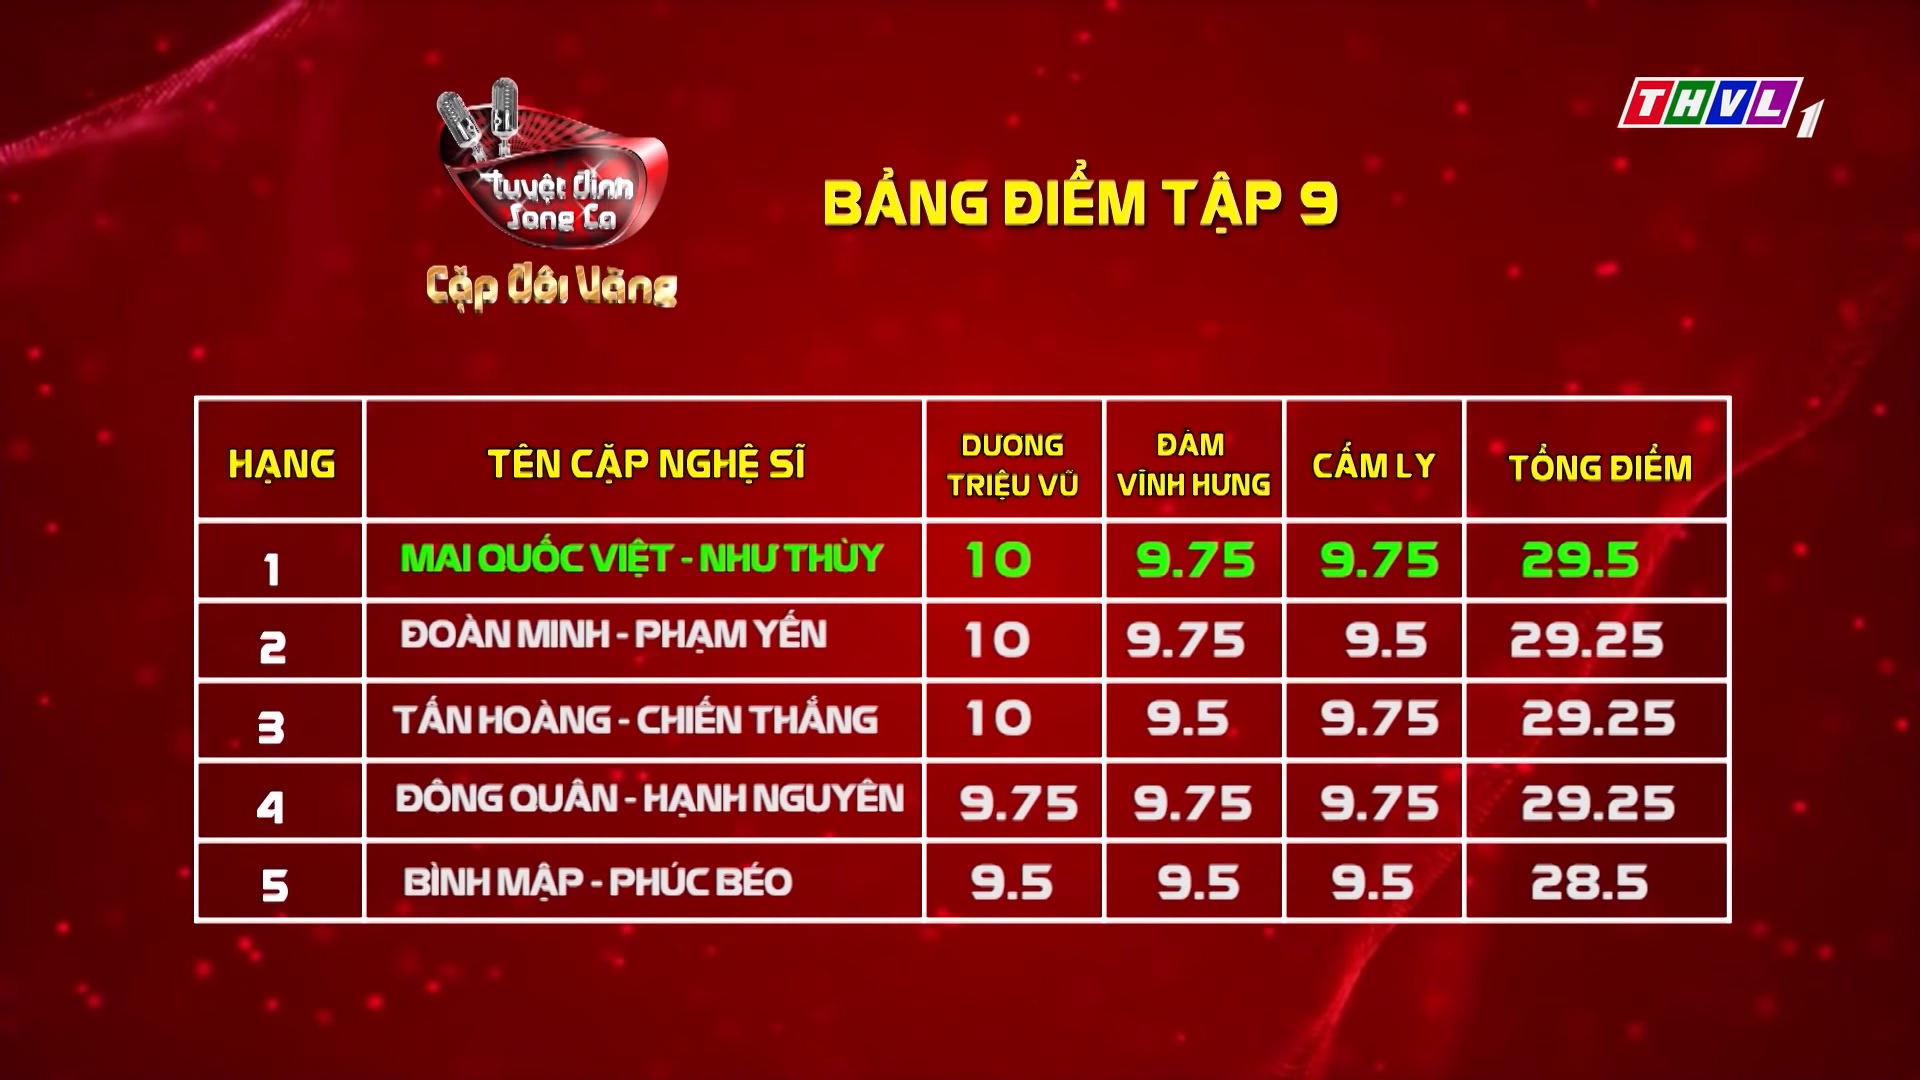 Tuyệt Đỉnh
Song Ca
Cặp Đôi Vàng
BẢNG ĐIỂM TẬP 9
THVL1
HẠNG TÊN CẶP NGHỆ SĨ DƯƠNG TRIỆU VŨ ĐÀM VĨNH HƯNG CẨM LY TỔNG ĐIỂM
1 MAI QUỐC VIỆT - NHƯ THÙY 10 9.75 9.75 29.5
2 ĐOÀN MINH - PHẠM YẾN 10 9.75 9.5 29.25
3 TẤN HOÀNG - CHIẾN THẮNG 10 9.5 9.75 29.25
4 ĐÔNG QUÂN - HẠNH NGUYÊN 9.75 9.75 9.75 29.25
5 BÌNH MẬP - PHÚC BÉO 9.5 9.5 9.5 28.5